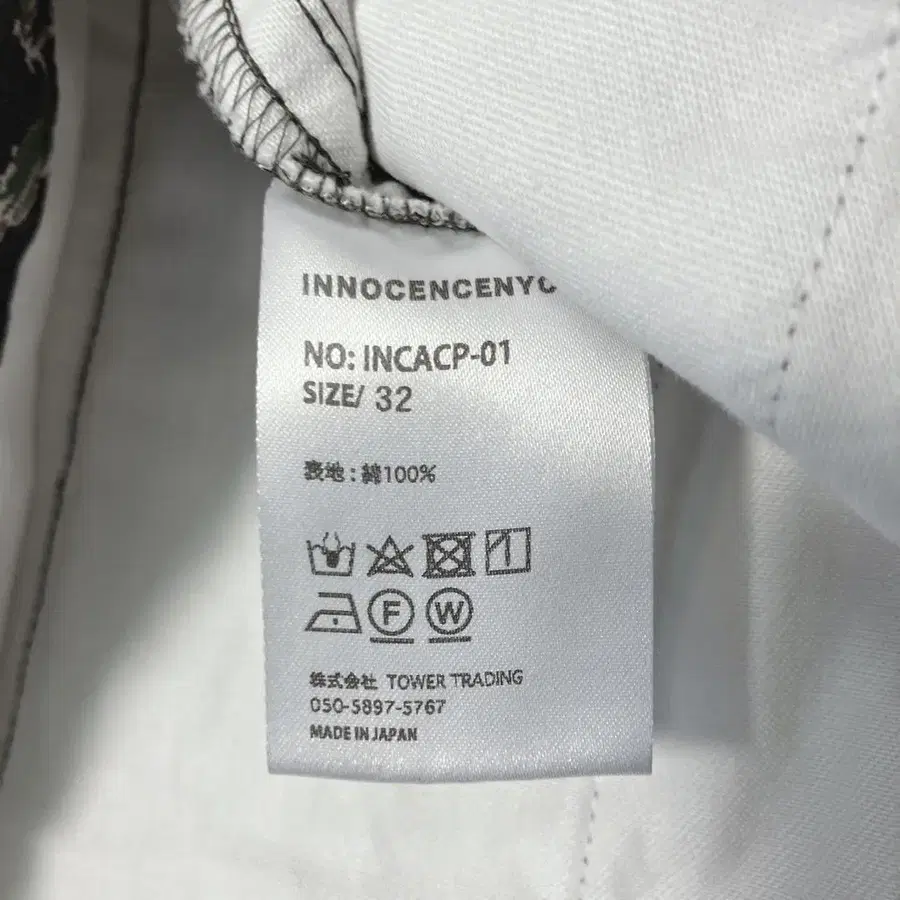 INNOCENCENYC
NO: INCACP-01
SIZE/ 32
表地 : 綿100%
F W
株式会社 TOWER TRADING
050-5897-5767
MADE IN JAPAN